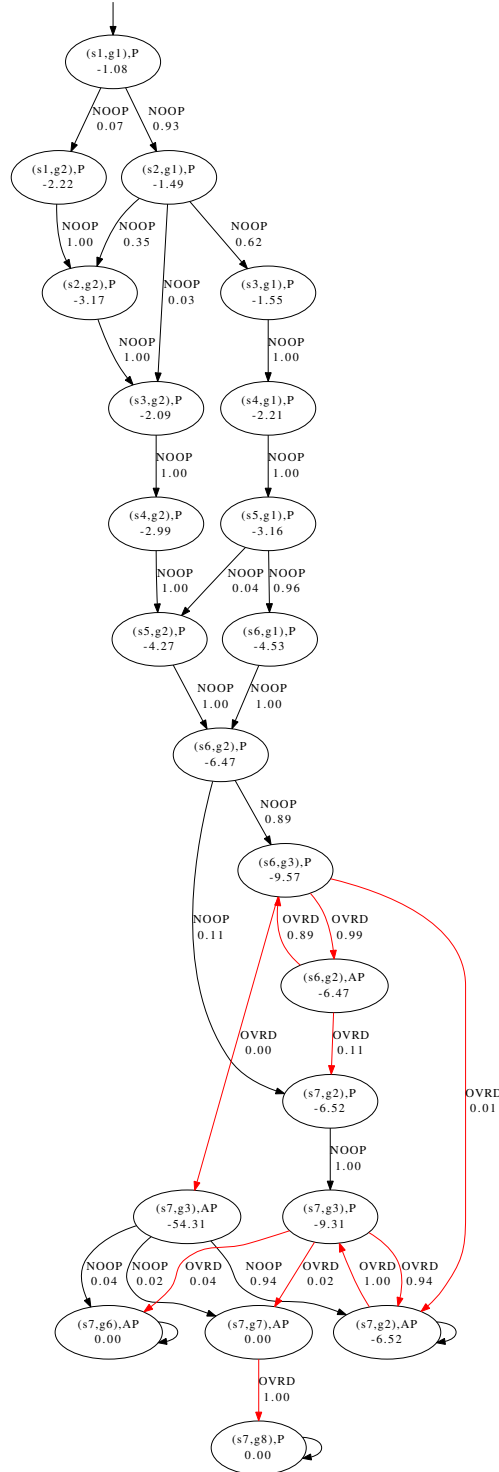 (s1,g1),P
-1.08
NOOP
0.07
NOOP
0.93
(s1,g2),P
-2.22
(s2,g1),P
-1.49
NOOP
1.00
NOOP
0.35
NOOP
0.62
(s2,g2),P
-3.17
NOOP
0.03
(s3,g1),P
-1.55
NOOP
1.00
NOOP
1.00
(s3,g2),P
-2.09
(s4,g1),P
-2.21
NOOP
1.00
NOOP
1.00
(s4,g2),P
-2.99
(s5,g1),P
-3.16
NOOP
1.00
NOOP
0.04
NOOP
0.96
(s5,g2),P
-4.27
(s6,g1),P
-4.53
NOOP
1.00
NOOP
1.00
(s6,g2),P
-6.47
NOOP
0.89
(s6,g3),P
-9.57
NOOP
0.11
OVRD
0.89
OVRD
0.99
(s6,g2),AP
-6.47
OVRD
0.00
OVRD
0.11
(s7,g2),P
-6.52
OVRD
0.01
NOOP
1.00
(s7,g3),AP
-54.31
(s7,g3),P
-9.31
NOOP
0.04
NOOP
0.02
OVRD
0.04
NOOP
0.94
OVRD
0.02
OVRD
1.00
OVRD
0.94
(s7,g6),AP
0.00
(s7,g7),AP
0.00
(s7,g2),AP
-6.52
OVRD
1.00
(s7,g8),P
0.00